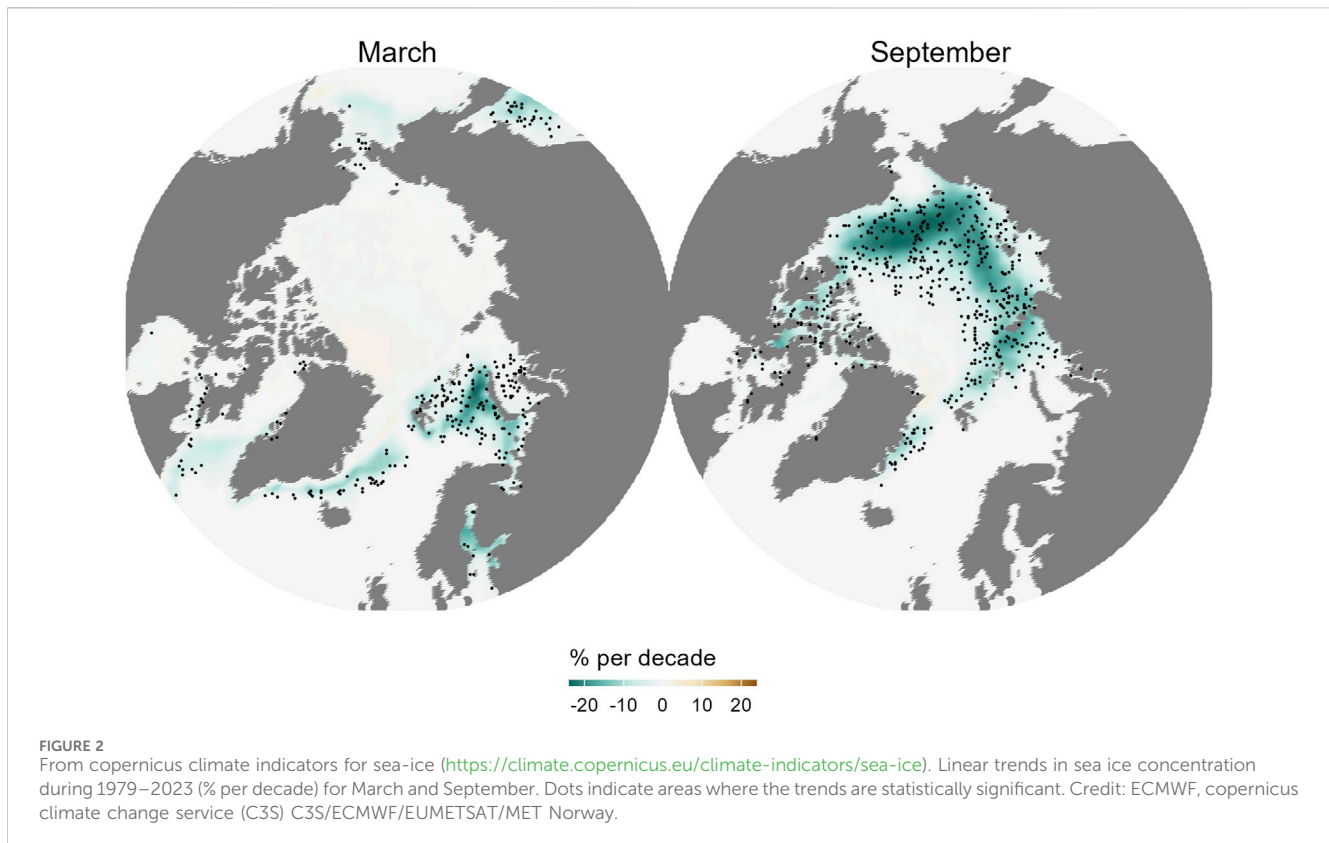 March
September
% per decade
-20 -10 0 10 20
FIGURE 2
From copernicus climate indicators for sea-ice (https://climate.copernicus.eu/climate-indicators/sea-ice). Linear trends in sea ice concentration
during 1979–2023 (% per decade) for March and September. Dots indicate areas where the trends are statistically significant. Credit: ECMWF, copernicus
climate change service (C3S) C3S/ECMWF/EUMETSAT/MET Norway.